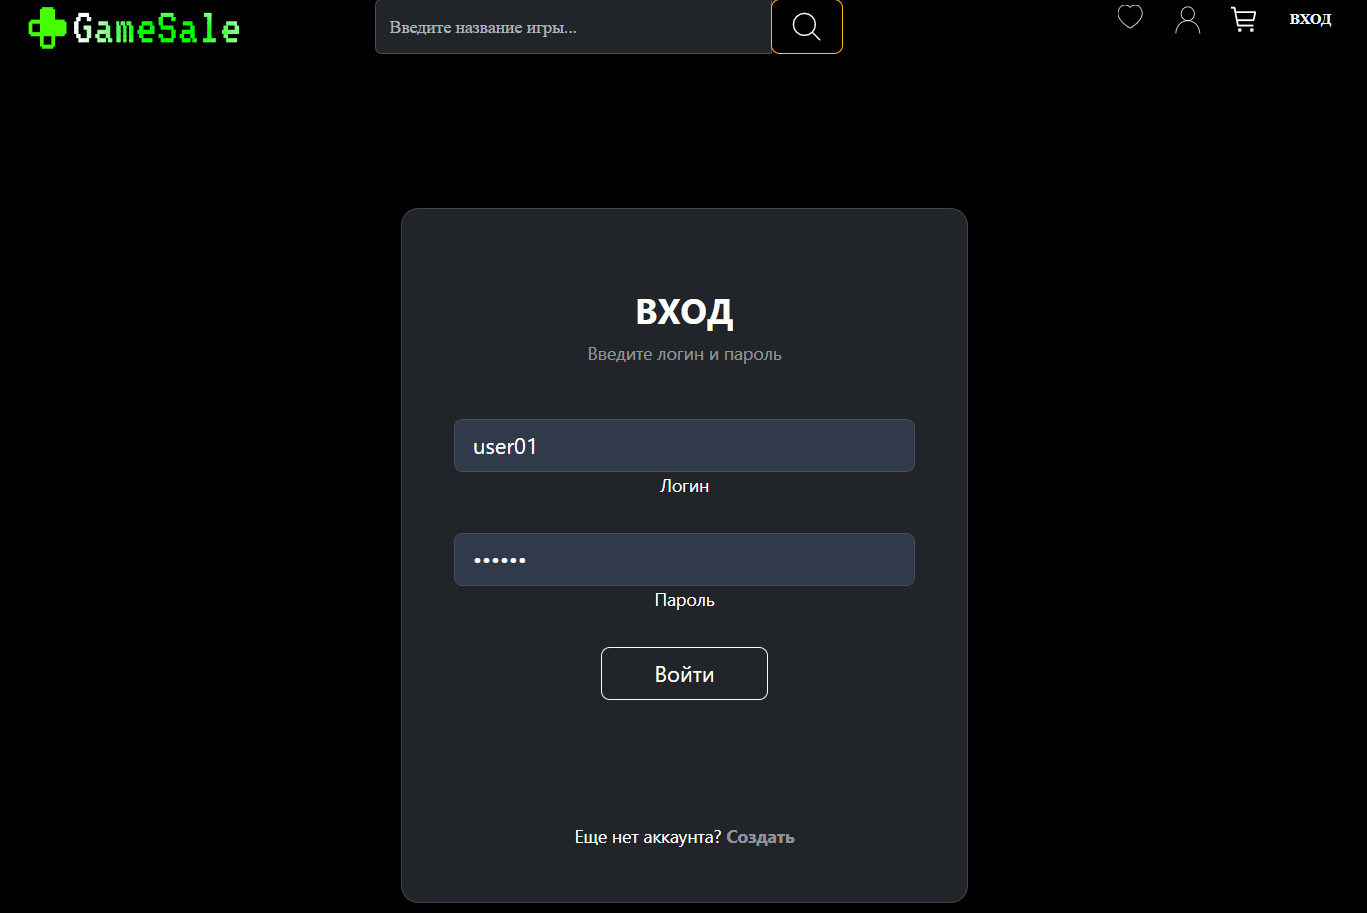 GameSale
Введите название игры...
ВХОД
ВХОД
Введите логин и пароль
user01
Логин
••••••
Пароль
Войти
Еще нет аккаунта? Создать